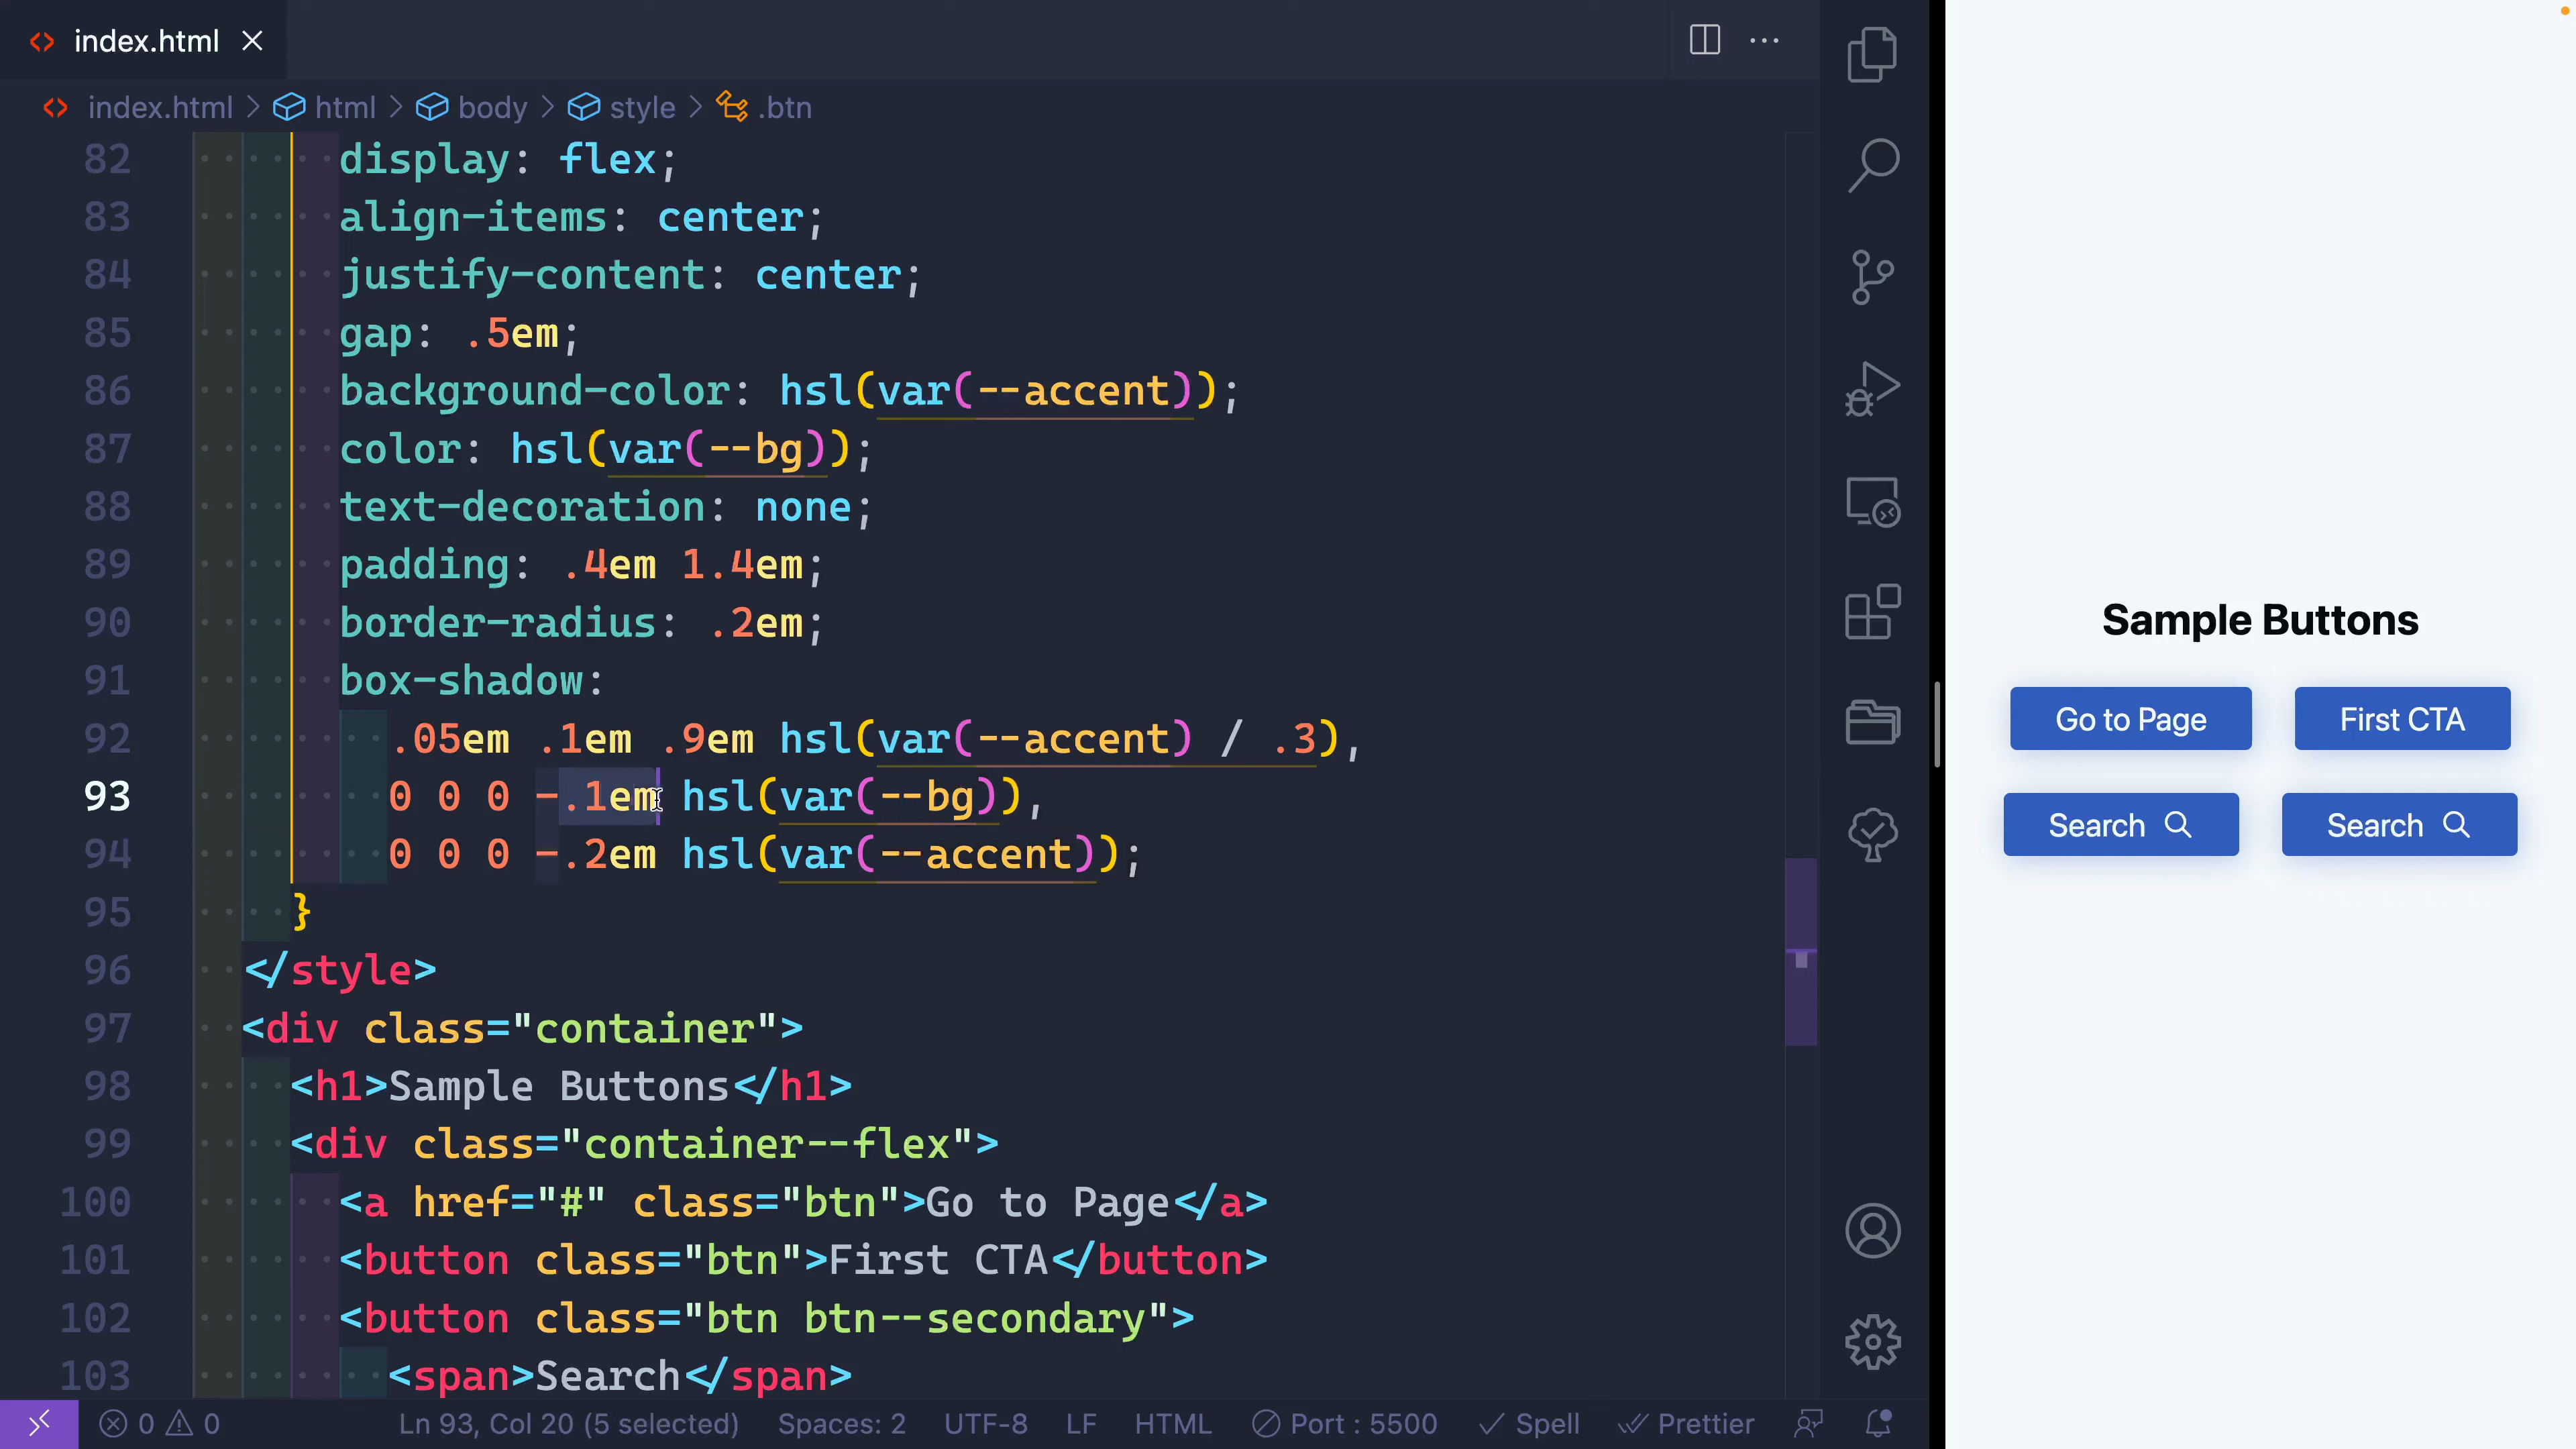 index.html
index.html > html > body > style > .btn
82 display: flex;
83 align-items: center;
84 justify-content: center;
85 gap: .5em;
86 background-color: hsl(var(--accent));
87 color: hsl(var(--bg));
88 text-decoration: none;
89 padding: .4em 1.4em;
90 border-radius: .2em;
91 box-shadow:
92 .05em .1em .9em hsl(var(--accent) / .3),
93 0 0 0 -.1em hsl(var(--bg)),
94 0 0 0 -.2em hsl(var(--accent));
95 }
96 </style>
97 <div class="container">
98 <h1>Sample Buttons</h1>
99 <div class="container--flex">
100 <a href="#" class="btn">Go to Page</a>
101 <button class="btn">First CTA</button>
102 <button class="btn btn--secondary">
103 <span>Search</span>
0 0 Ln 93, Col 20 (5 selected) Spaces: 2 UTF-8 LF HTML Port : 5500 Spell Prettier
Sample Buttons
Go to Page First CTA
Search Search